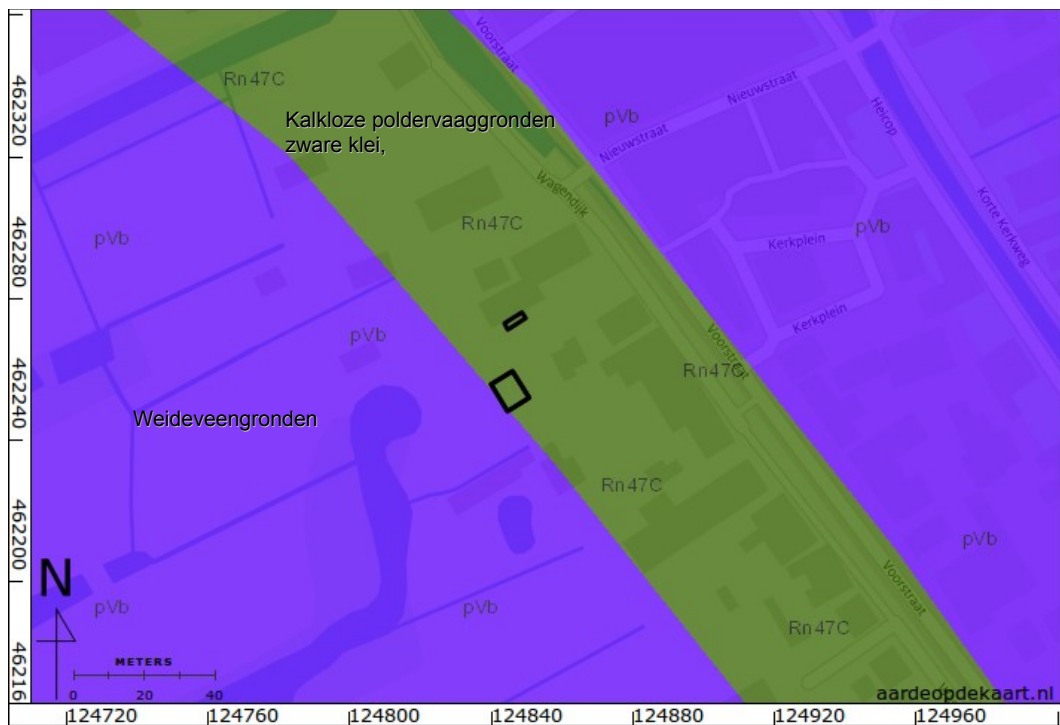 Voorstraat
Rn47C
Nieuwstraat
Kalkloze poldervaaggronden
zware klei,
pVb
Nieuwstraat
Helcop
462320
Wagendijk
Korte Kerkweg
Rn47C
pVb
pVb
Kerkplein
462280
Kerkplein
pVb
Voorstraat
Rn47C
462240
Weideveengronden
Rn47C
462200
pVb
N
Voorstraat
pVb
pVb
Rn47C
46216
METERS
0 20 40
aardeopdekaart.nl
124720 124760 124800 124840 124880 124920 124960